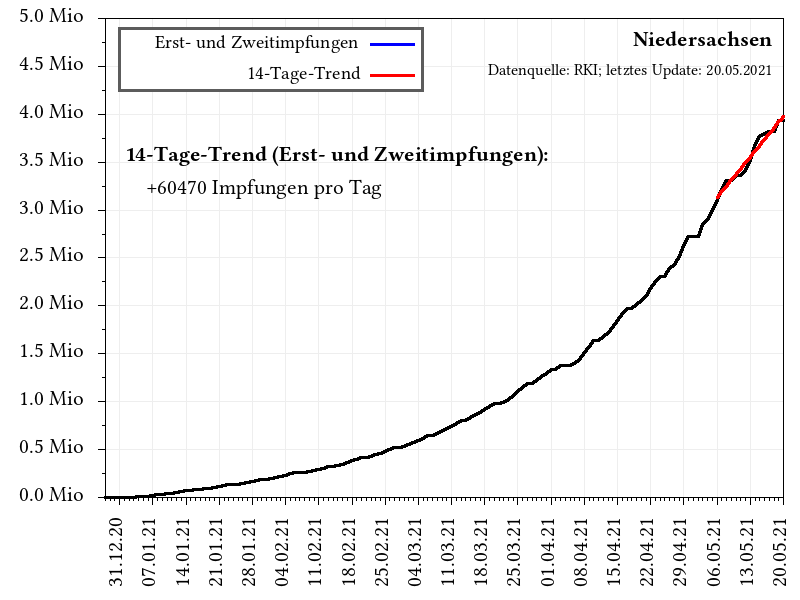 5.0 Mio
4.5 Mio
4.0 Mio
3.5 Mio
3.0 Mio
2.5 Mio
2.0 Mio
1.5 Mio
1.0 Mio
0.5 Mio
0.0 Mio
Erst- und Zweitimpfungen
14-Tage-Trend
Niedersachsen
Datenquelle: RKI; letztes Update: 20.05.2021
14-Tage-Trend (Erst- und Zweitimpfungen):
+60470 Impfungen pro Tag
31.12.20
07.01.21
14.01.21
21.01.21
28.01.21
04.02.21
11.02.21
18.02.21
25.02.21
04.03.21
11.03.21
18.03.21
25.03.21
01.04.21
08.04.21
15.04.21
22.04.21
29.04.21
06.05.21
13.05.21
20.05.21